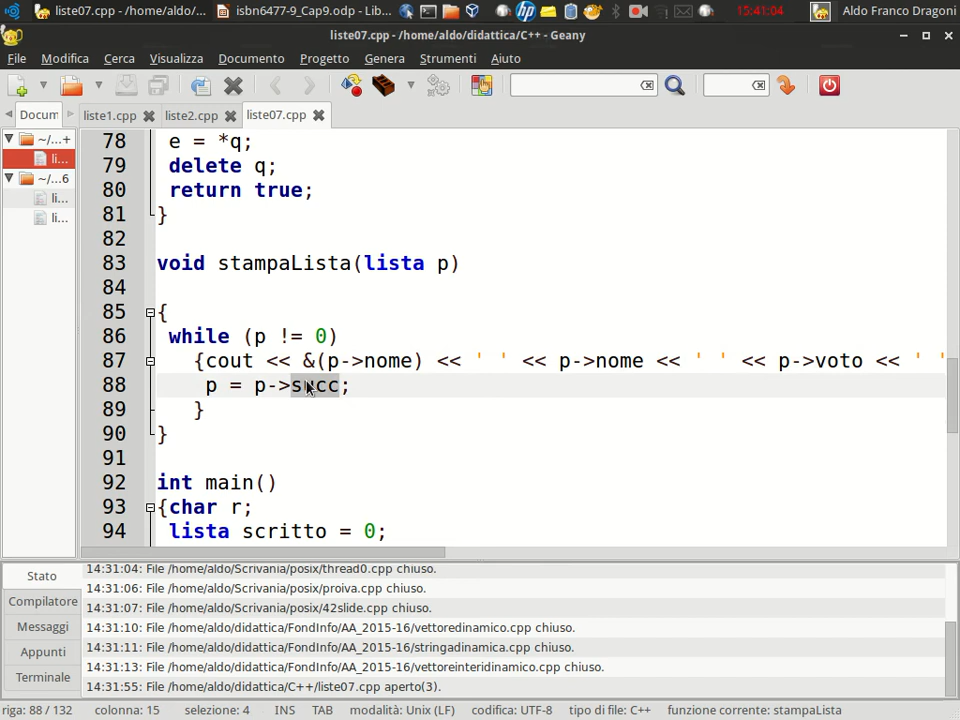 liste07.cpp - /home/aldo/...
isbn6477-9_Cap9.odp - Lib...
15:41:04
Aldo Franco Dragoni
liste07.cpp - /home/aldo/didattica/C++ - Geany
File Modifica Cerca Visualizza Documento Progetto Genera Strumenti Aiuto
Docum liste1.cpp liste2.cpp liste07.cpp
~/...+
li...
~/...6
li...
li...
78 e = *q;
79 delete q;
80 return true;
81 }
82
83 void stampaLista(lista p)
84
85 {
86 while (p != 0)
87 {cout << &(p->nome) << ' ' << p->nome << ' ' << p->voto << ' '
88 p = p->succ;
89 }
90 }
91
92 int main()
93 {char r;
94 lista scritto = 0;
Stato
Compilatore
Messaggi
Appunti
Terminale
14:31:04: File /home/aldo/Scrivania/posix/thread0.cpp chiuso.
14:31:06: File /home/aldo/Scrivania/posix/proiva.cpp chiuso.
14:31:07: File /home/aldo/Scrivania/posix/42slide.cpp chiuso.
14:31:10: File /home/aldo/didattica/FondInfo/AA_2015-16/vettoredinamico.cpp chiuso.
14:31:11: File /home/aldo/didattica/FondInfo/AA_2015-16/stringadinamica.cpp chiuso.
14:31:13: File /home/aldo/didattica/FondInfo/AA_2015-16/vettoreinteridinamico.cpp chiuso.
14:31:55: File /home/aldo/didattica/C++/liste07.cpp aperto(3).
riga: 88 / 132 colonna: 15 selezione: 4 INS TAB modalità: Unix (LF) codifica: UTF-8 tipo di file: C++ funzione corrente: stampaLista